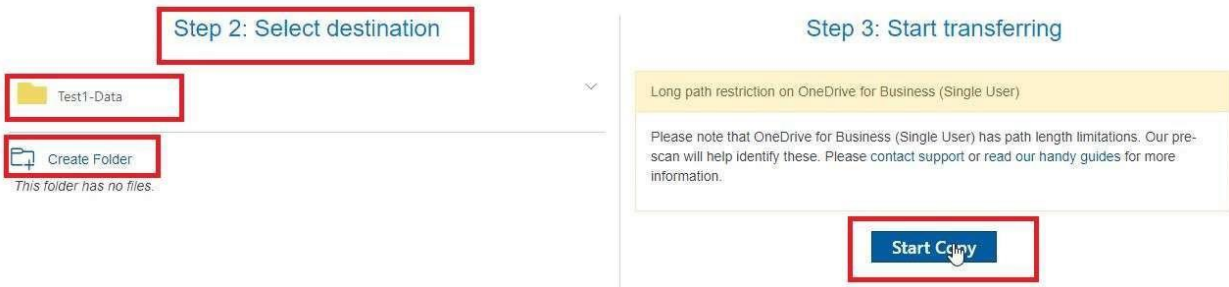 Step 2: Select destination
Test1-Data
Create Folder
This folder has no files.
Step 3: Start transferring
Long path restriction on OneDrive for Business (Single User)
Please note that OneDrive for Business (Single User) has path length limitations. Our pre-
scan will help identify these. Please contact support or read our handy guides for more
information.
Start Copy